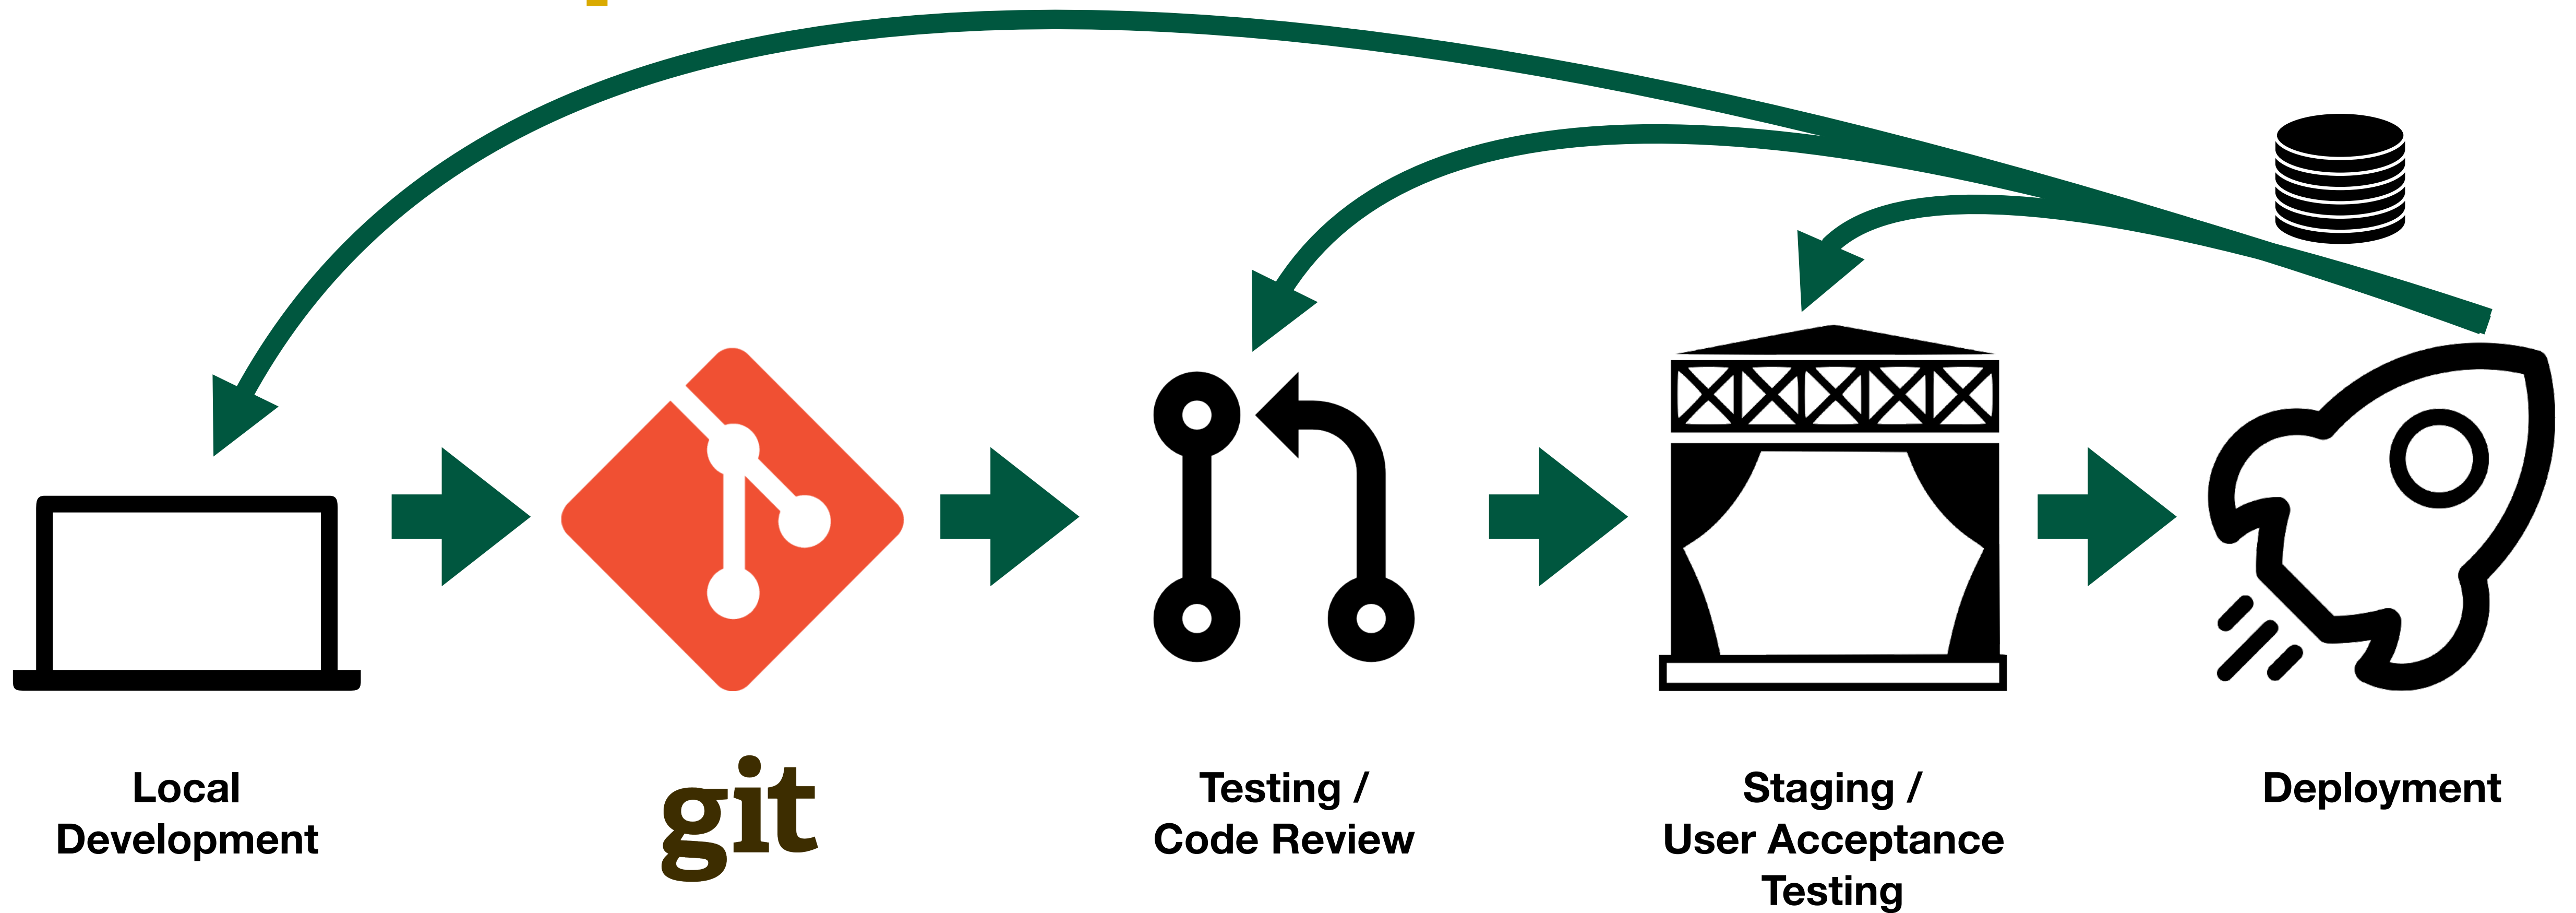 Local
Development
git
Testing /
Code Review
Staging /
User Acceptance
Testing
Deployment